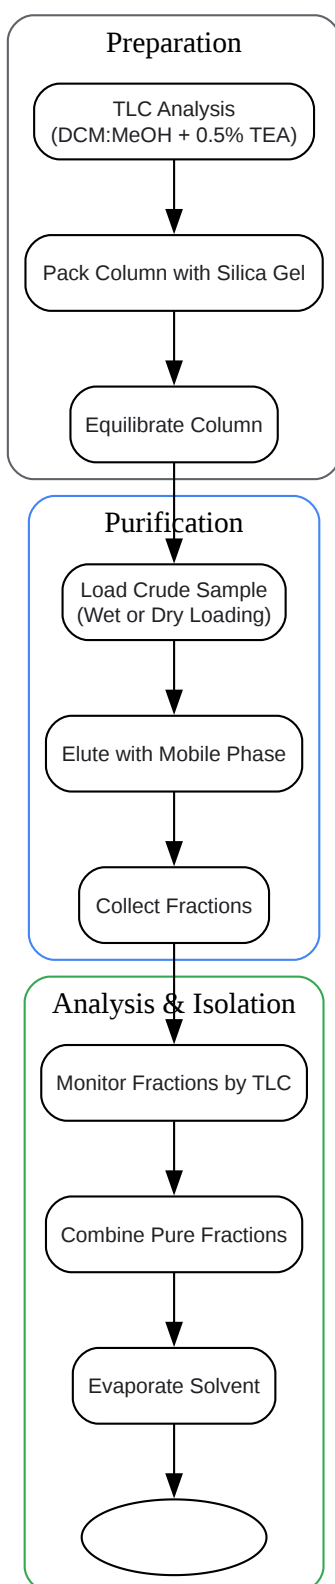 Preparation
TLC Analysis
(DCM:MeOH + 0.5% TEA)
Pack Column with Silica Gel
Equilibrate Column
Purification
Load Crude Sample
(Wet or Dry Loading)
Elute with Mobile Phase
Collect Fractions
Analysis & Isolation
Monitor Fractions by TLC
Combine Pure Fractions
Evaporate Solvent